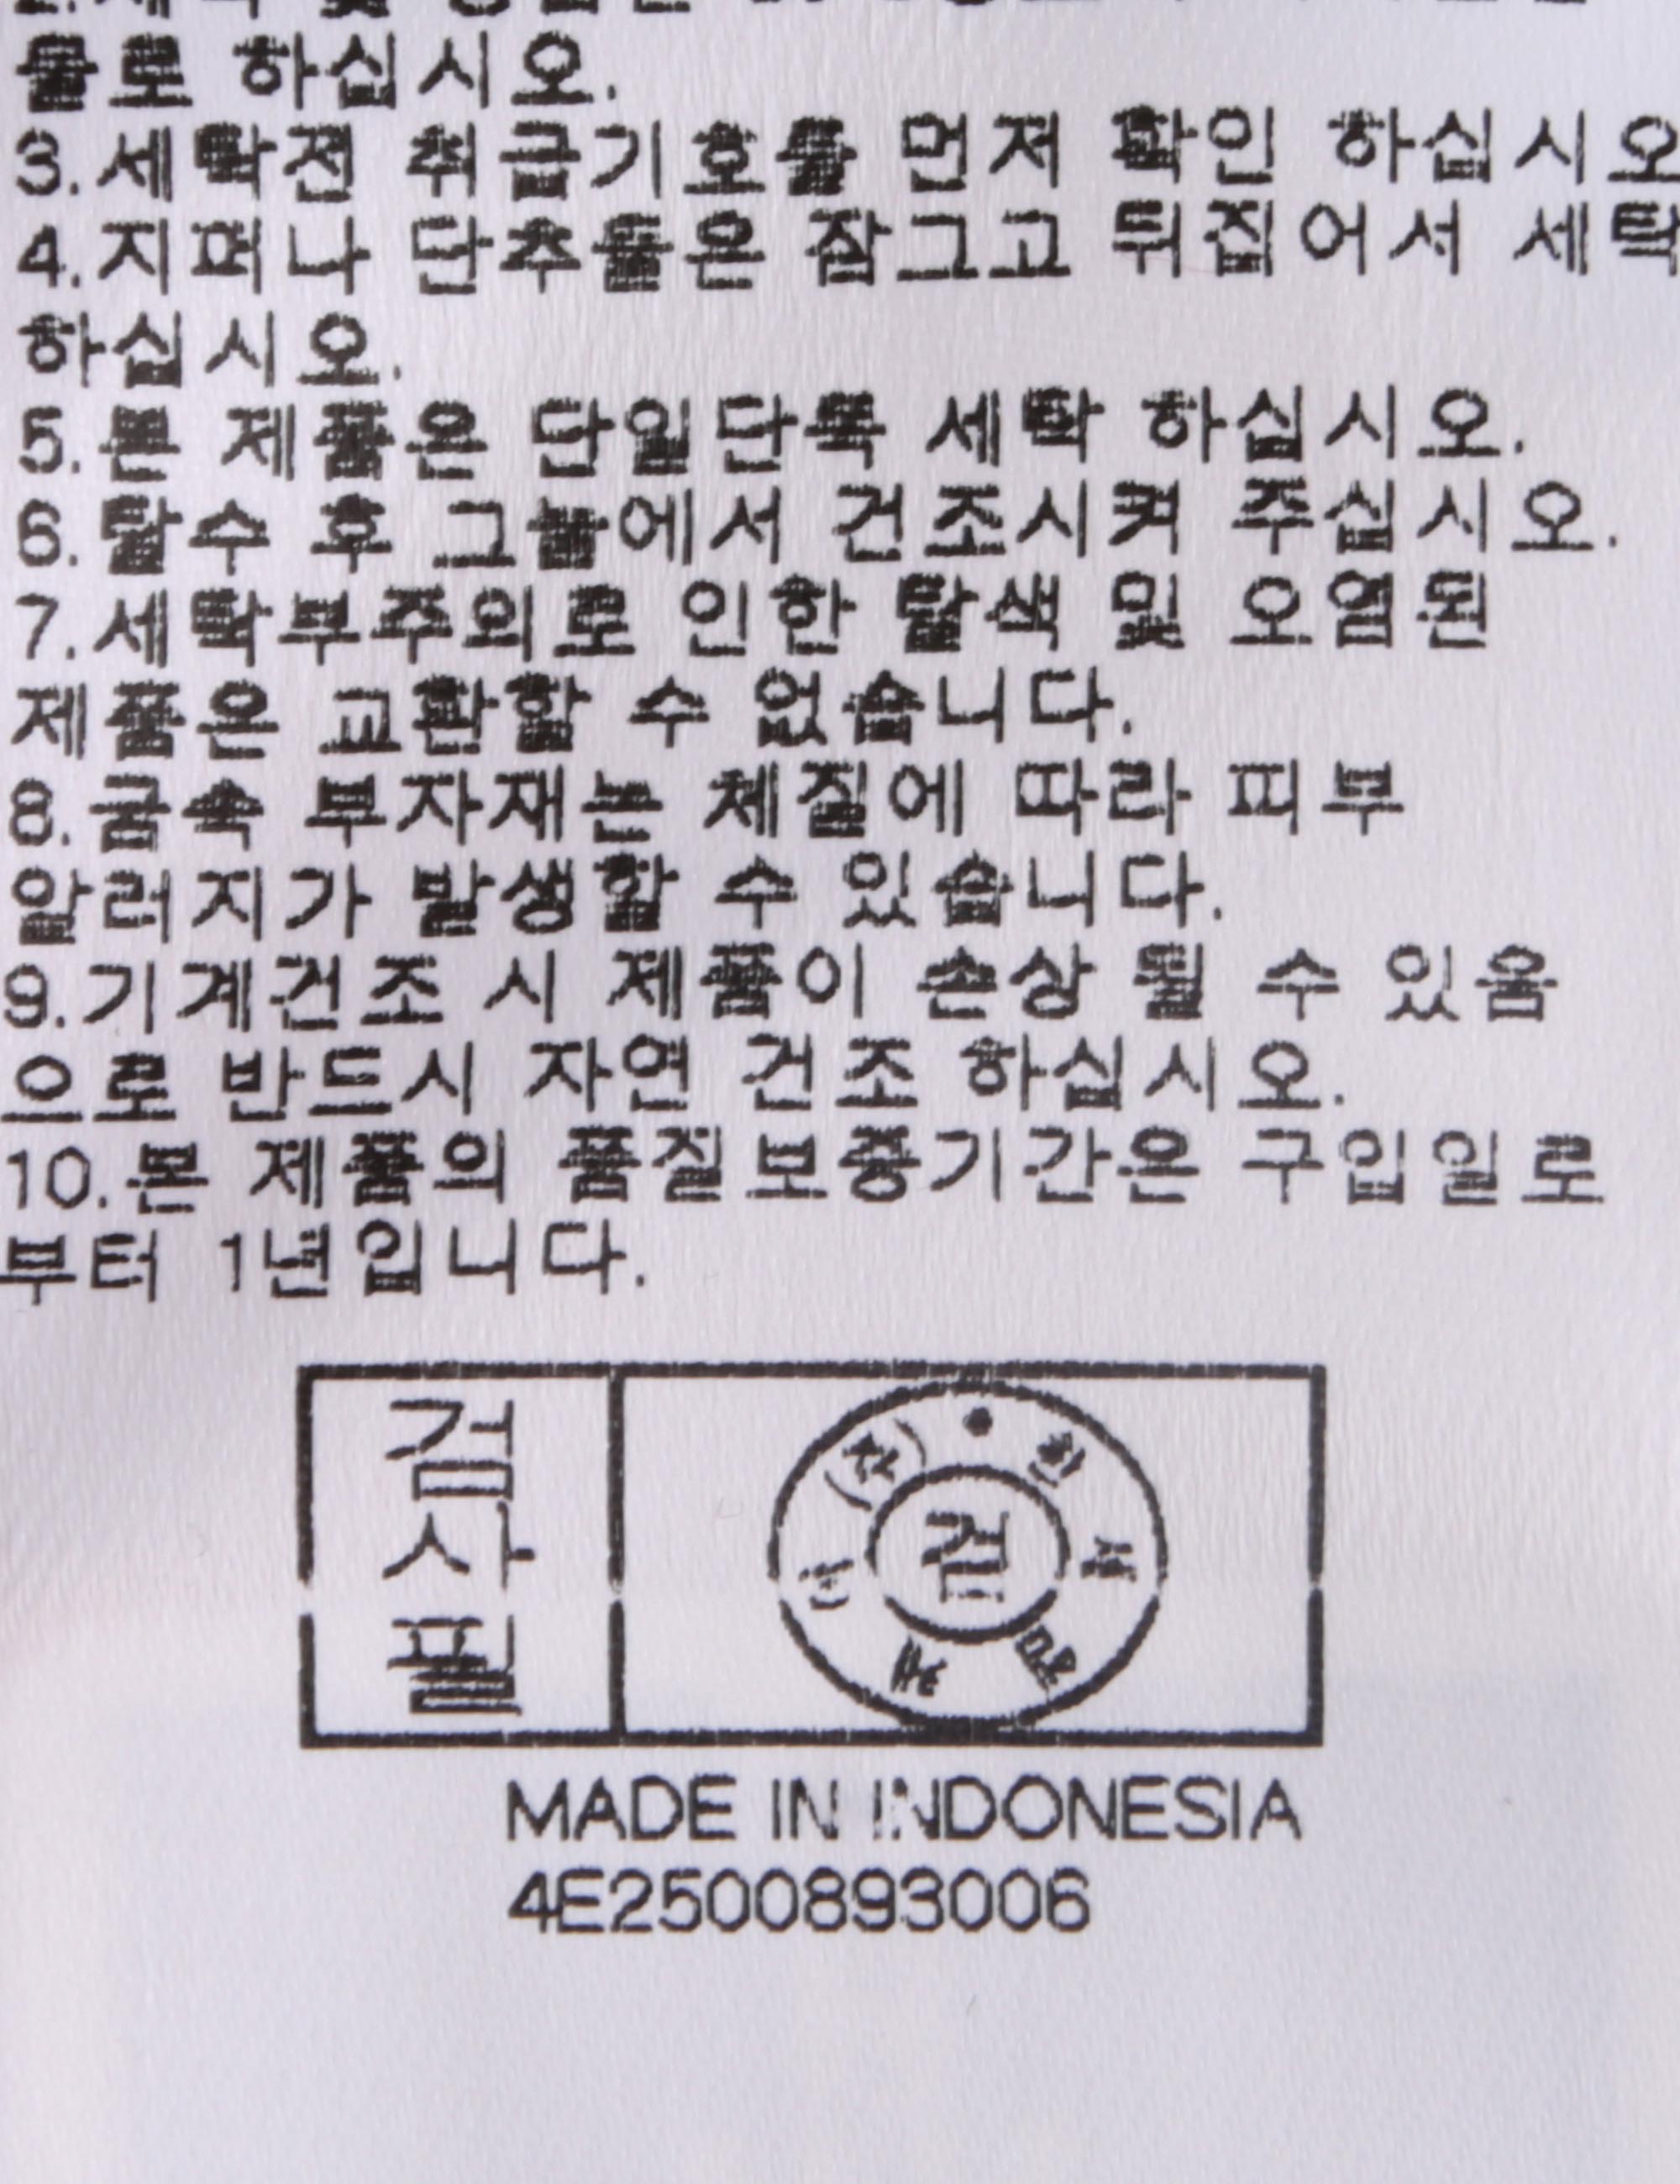 물로 하십시오.
3.세탁전 취급기호를 먼저 확인 하십시오
4.지퍼나 단추들은 잠그고 뒤집어서 세탁
하십시오.
5.본 제품은 단일단독 세탁 하십시오.
6.탈수 후 그늘에서 건조시켜 주십시오.
7.세탁부주의로 인한 탈색 및 오염된
제품은 교환할 수 없습니다.
8.금속 부자재는 체질에 따라 피부
알러지가 발생할 수 있습니다.
9.기계건조 시 제품이 손상 될 수 있음
으로 반드시 자연 건조 하십시오.
10.본 제품의 품질보증기간은 구입일로
부터 1년입니다.
검
사
필
검
MADE IN INDONESIA
4E2500893006